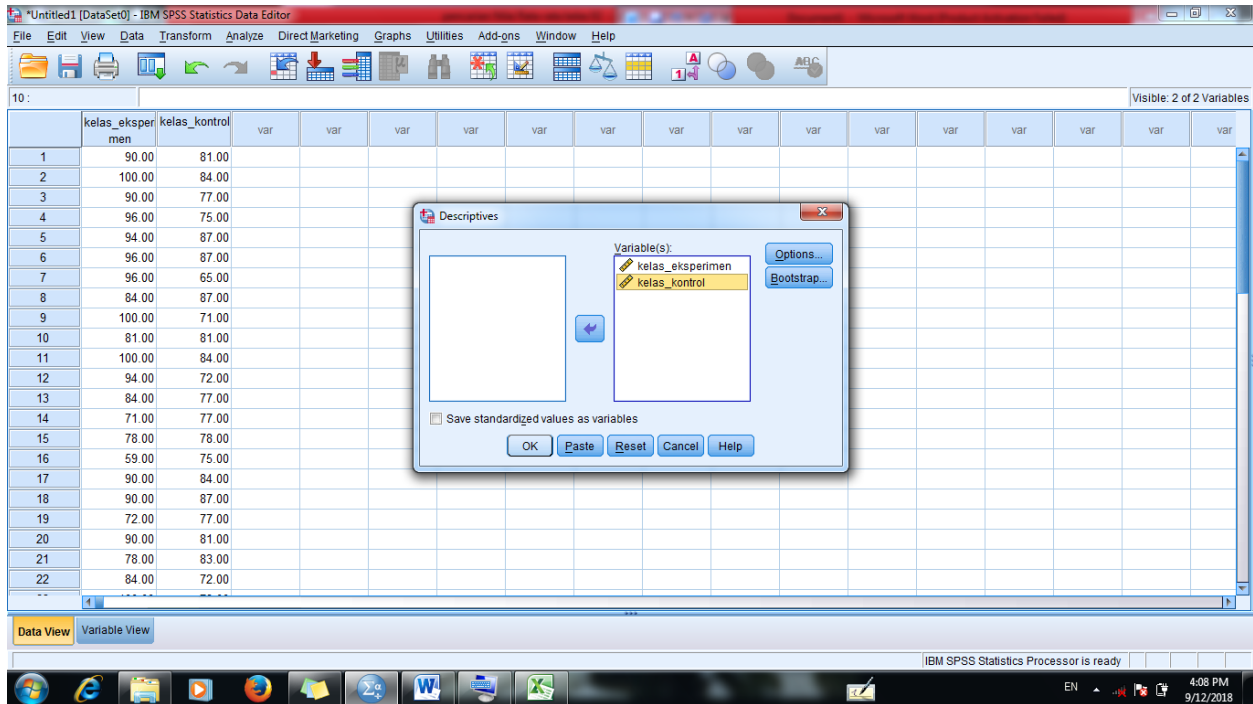 *Untitled1 [DataSet0] - IBM SPSS Statistics Data Editor
File Edit View Data Transform Analyze Direct Marketing Graphs Utilities Add-ons Window Help
A
1
ABC
10 :
Visible: 2 of 2 Variables
kelas_eksperimen kelas_kontrol var var var var var var var var var var var var var var var
1 90.00 81.00
2 100.00 84.00
3 90.00 77.00
4 96.00 75.00
5 94.00 87.00
6 96.00 87.00
7 96.00 65.00
8 84.00 87.00
9 100.00 71.00
10 81.00 81.00
11 100.00 84.00
12 94.00 72.00
13 84.00 77.00
14 71.00 77.00
15 78.00 78.00
16 59.00 75.00
17 90.00 84.00
18 90.00 87.00
19 72.00 77.00
20 90.00 81.00
21 78.00 83.00
22 84.00 72.00
Descriptives
Variable(s):
kelas_eksperimen
kelas_kontrol
Options...
Bootstrap...
Save standardized values as variables
OK Paste Reset Cancel Help
Data View Variable View
IBM SPSS Statistics Processor is ready
EN
4:08 PM
9/12/2018